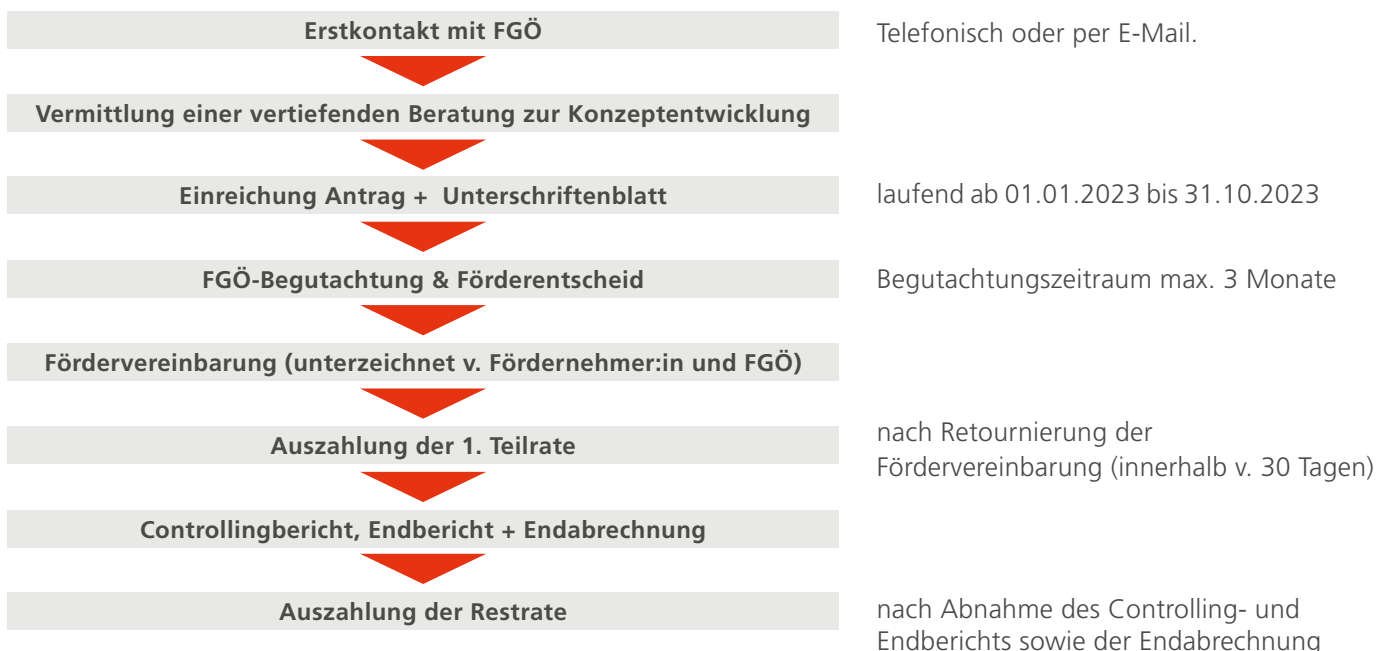 Erstkontakt mit FGÖ
Telefonisch oder per E-Mail.
Vermittlung einer vertiefenden Beratung zur Konzeptentwicklung
Einreichung Antrag + Unterschriftenblatt
laufend ab 01.01.2023 bis 31.10.2023
FGÖ-Begutachtung & Förderentscheid
Begutachtungszeitraum max. 3 Monate
Fördervereinbarung (unterzeichnet v. Fördernehmer:in und FGÖ)
Auszahlung der 1. Teilrate
nach Retournierung der
Fördervereinbarung (innerhalb v. 30 Tagen)
Controllingbericht, Endbericht + Endabrechnung
Auszahlung der Restrate
nach Abnahme des Controlling- und
Endberichts sowie der Endabrechnung